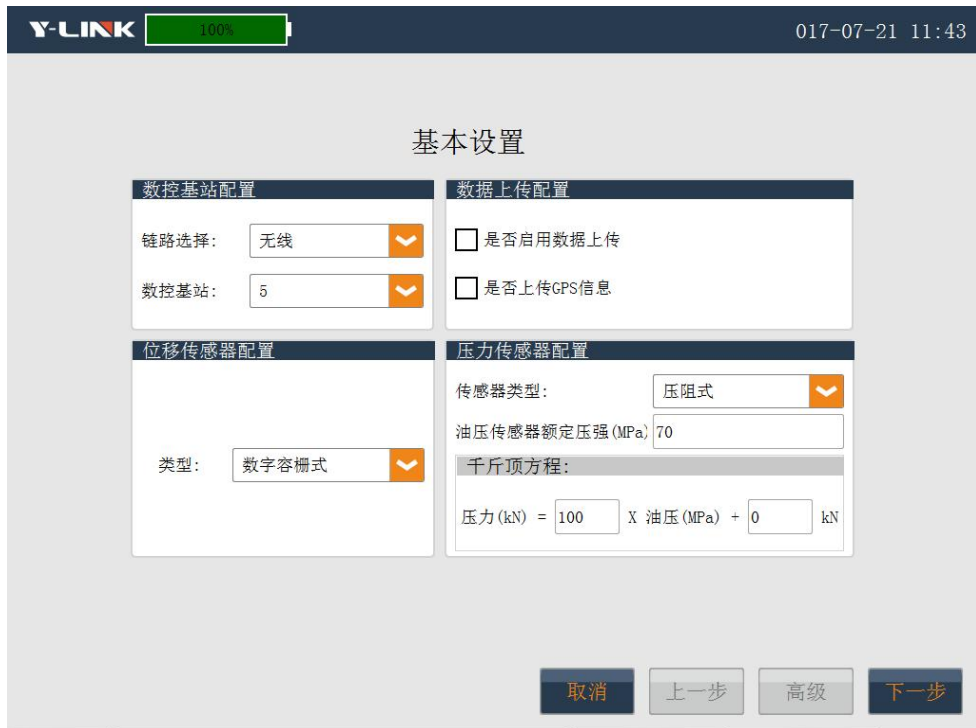 Y-LINK 100% 017-07-21 11:43
基本设置
数控基站配置
链路选择: 无线
数控基站: 5
数据上传配置
是否启用数据上传
是否上传GPS信息
位移传感器配置
类型: 数字容栅式
压力传感器配置
传感器类型: 压阻式
油压传感器额定压强(MPa) 70
千斤顶方程:
压力(kN) = 100 X 油压(MPa) + 0 kN
取消 上一步 高级 下一步